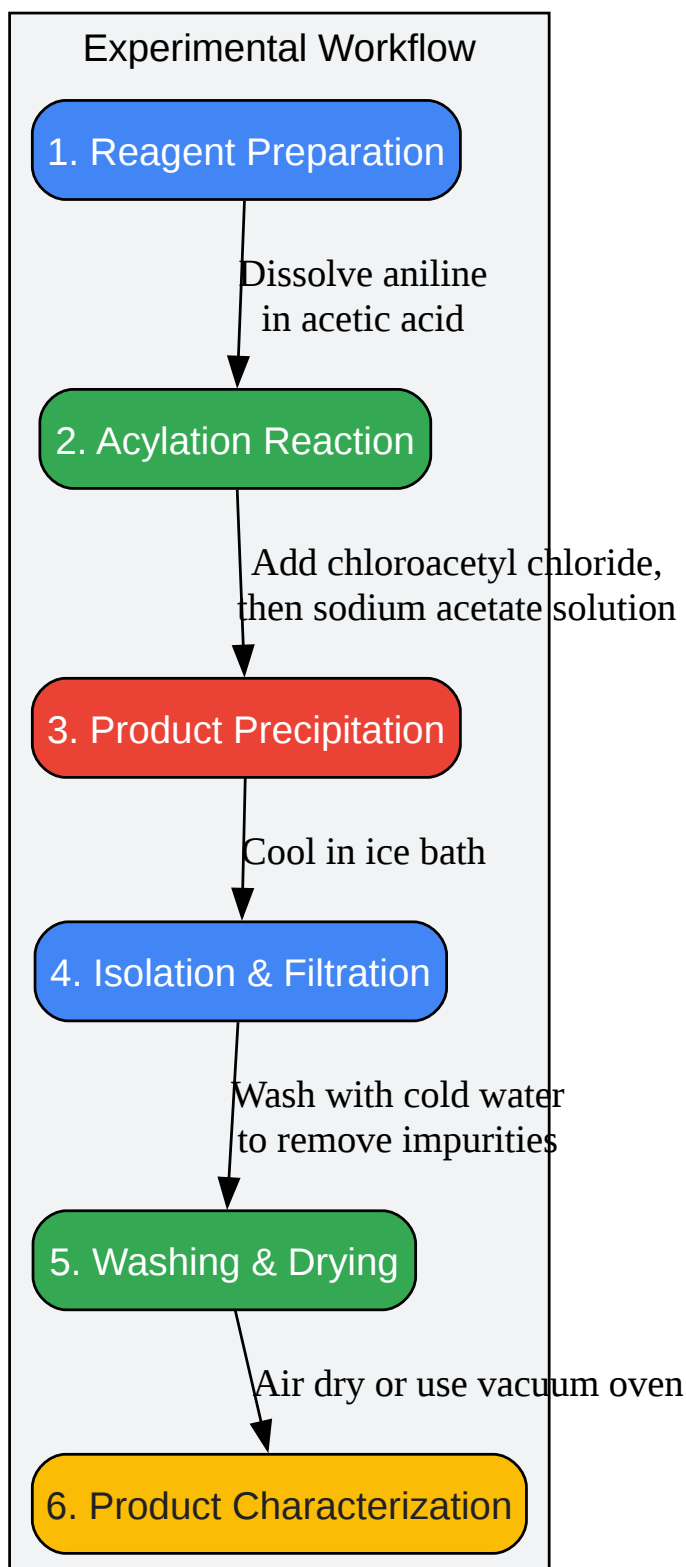 Experimental Workflow
1. Reagent Preparation
Dissolve aniline
in acetic acid
2. Acylation Reaction
Add chloroacetyl chloride,
then sodium acetate solution
3. Product Precipitation
Cool in ice bath
4. Isolation & Filtration
Wash with cold water
to remove impurities
5. Washing & Drying
Air dry or use vacuum oven
6. Product Characterization